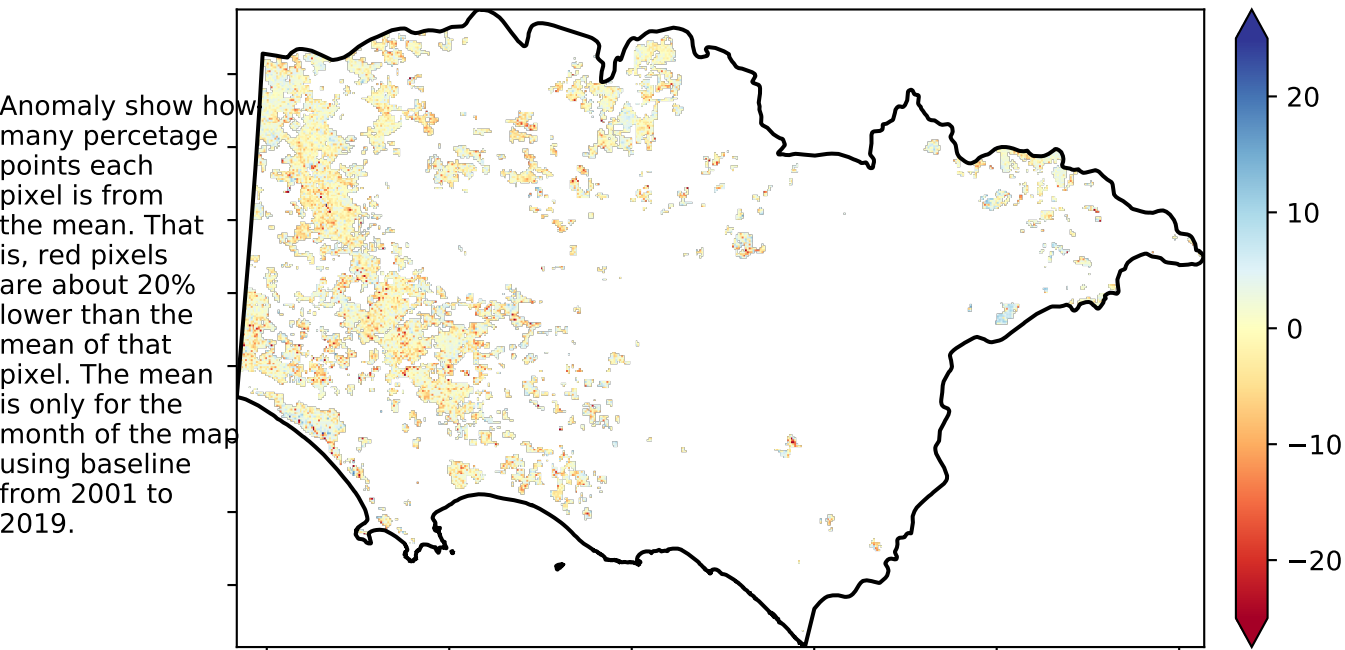 Anomaly show how
many percetage
points each
pixel is from
the mean. That
is, red pixels
are about 20%
lower than the
mean of that
pixel. The mean
is only for the
month of the map
using baseline
from 2001 to
2019.
20
10
0
−10
−20